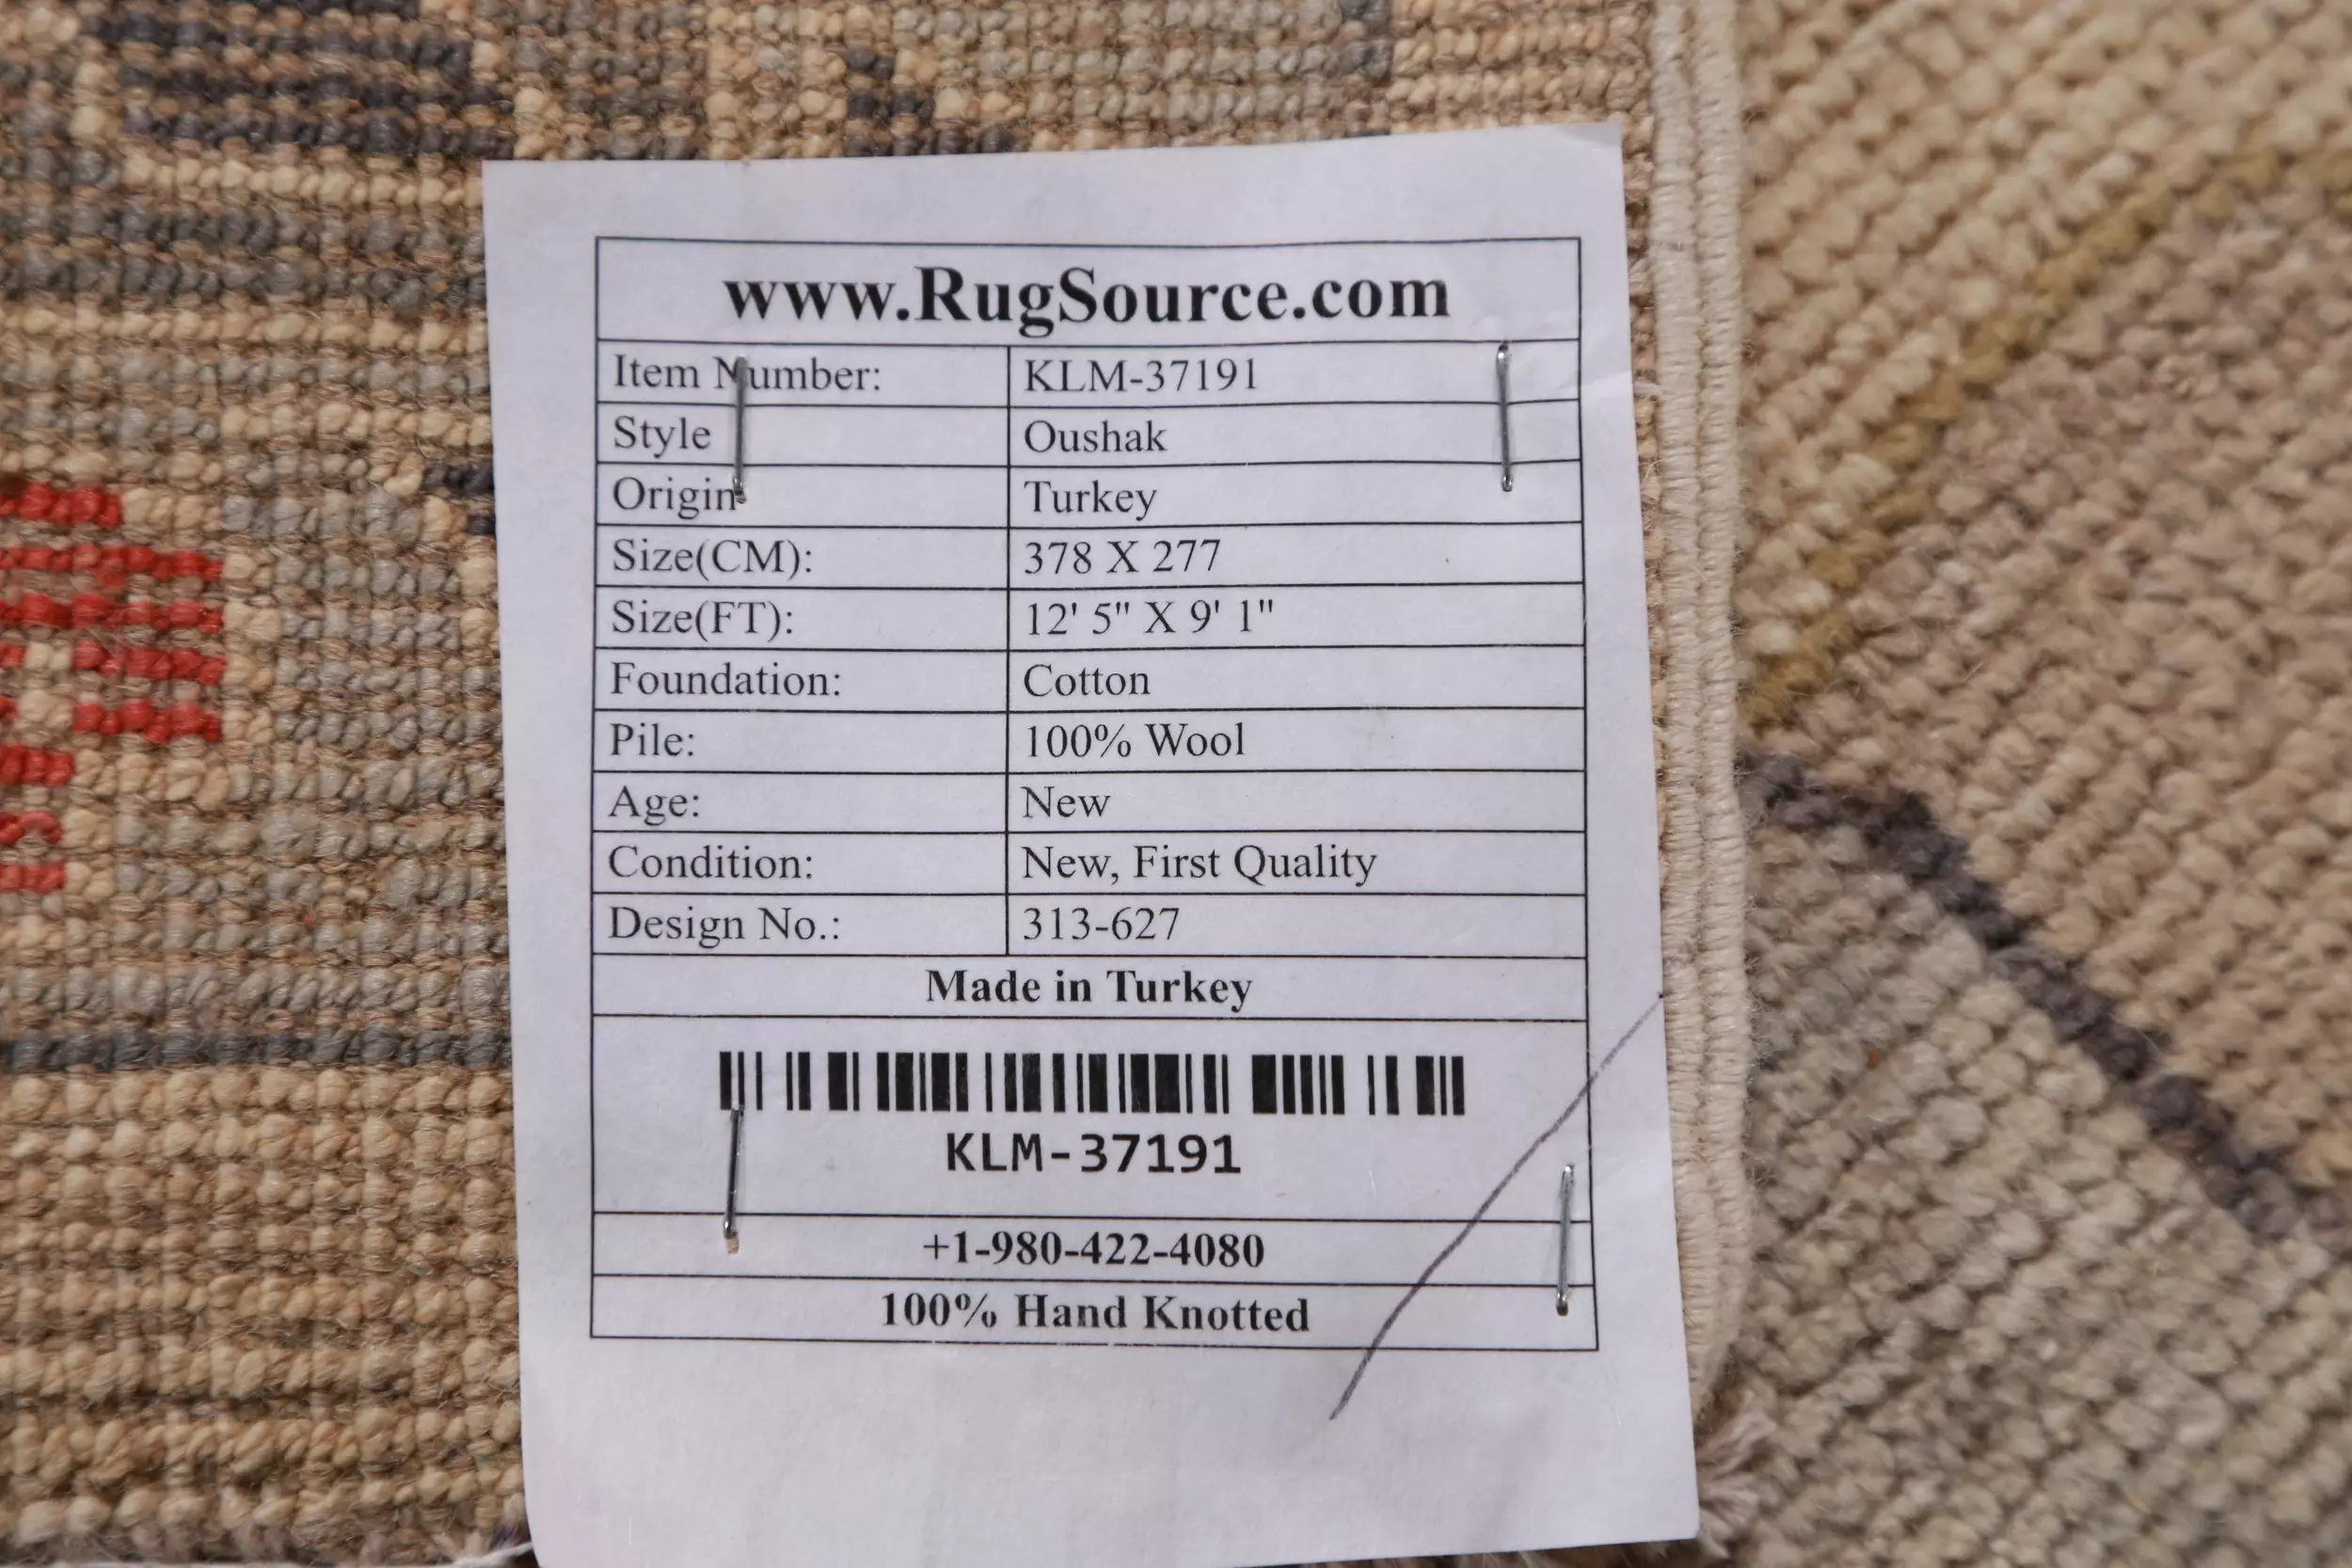 www.RugSource.com
Item Number: KLM-37191
Style Oushak
Origin Turkey
Size(CM): 378 X 277
Size(FT): 12' 5" X 9' 1"
Foundation: Cotton
Pile: 100% Wool
Age: New
Condition: New, First Quality
Design No.: 313-627
Made in Turkey
KLM-37191
+1-980-422-4080
100% Hand Knotted